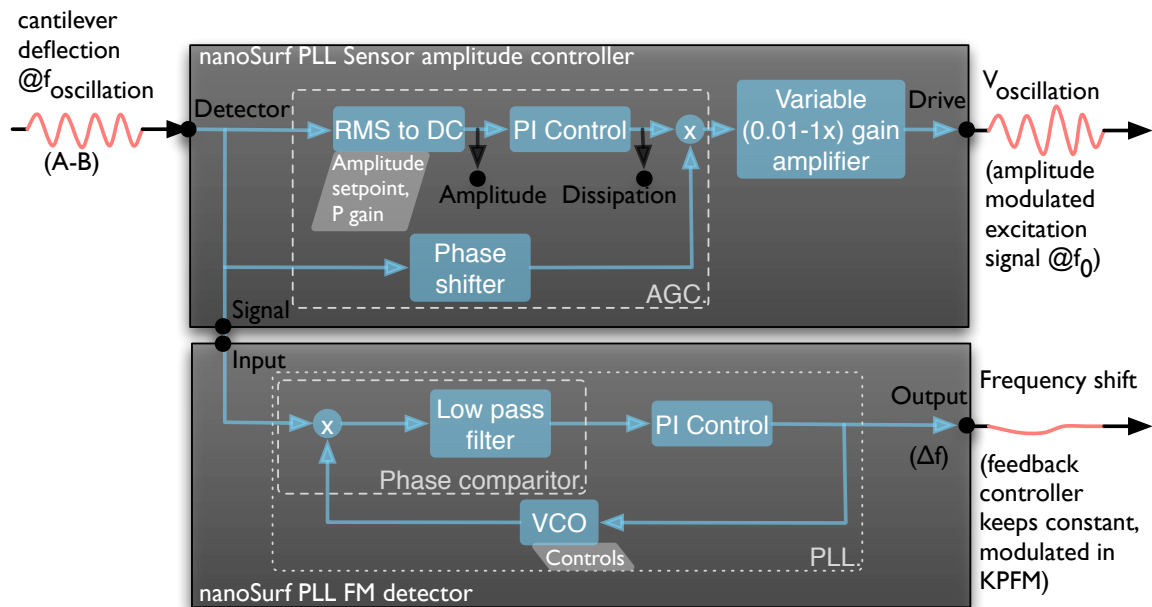 cantilever
deflection
@foscillation
(A-B)
nanoSurf PLL Sensor amplitude controller
Detector
RMS to DC
Amplitude
setpoint,
P gain
PI Control
x
Amplitude
Dissipation
Phase
shifter
AGC.
Variable
(0.01-1x) gain
amplifier
Drive
Voscillation
(amplitude
modulated
excitation
signal @f0)
Signal
Input
x
Low pass
filter
Phase comparitor.
PI Control
VCO
Controls
PLL.
Output
(Δf)
Frequency shift
(feedback
controller
keeps constant,
modulated in
KPFM)
nanoSurf PLL FM detector